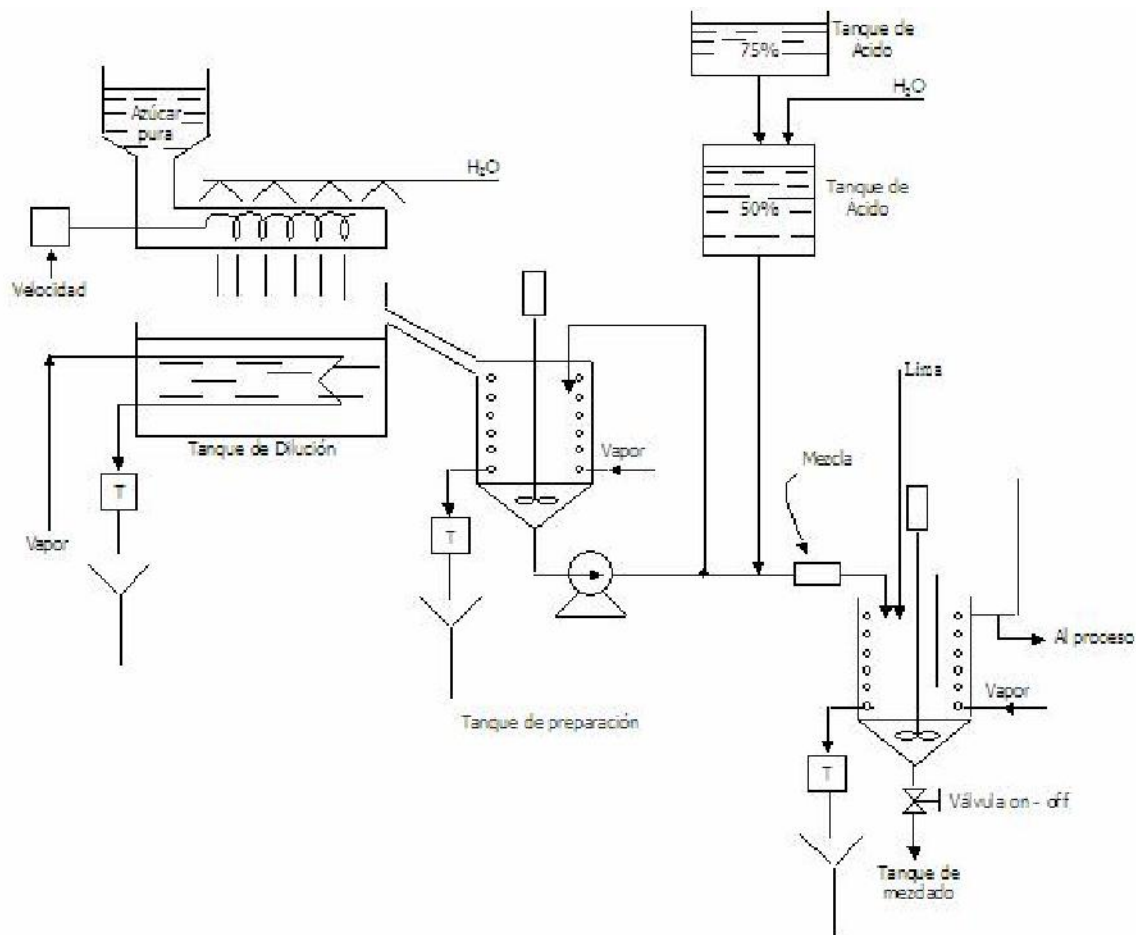 75%
Tanque de
Acido
H₂O
Azúcar
pura
H₂O
50%
Tanque de
Acido
Velocidad
Lima
Tanque de Dilución
Vapor
Mezcla
T
T
Vapor
Al proceso
Vapor
Tanque de preparación
T
Válvula on - off
Tanque de
mezclado